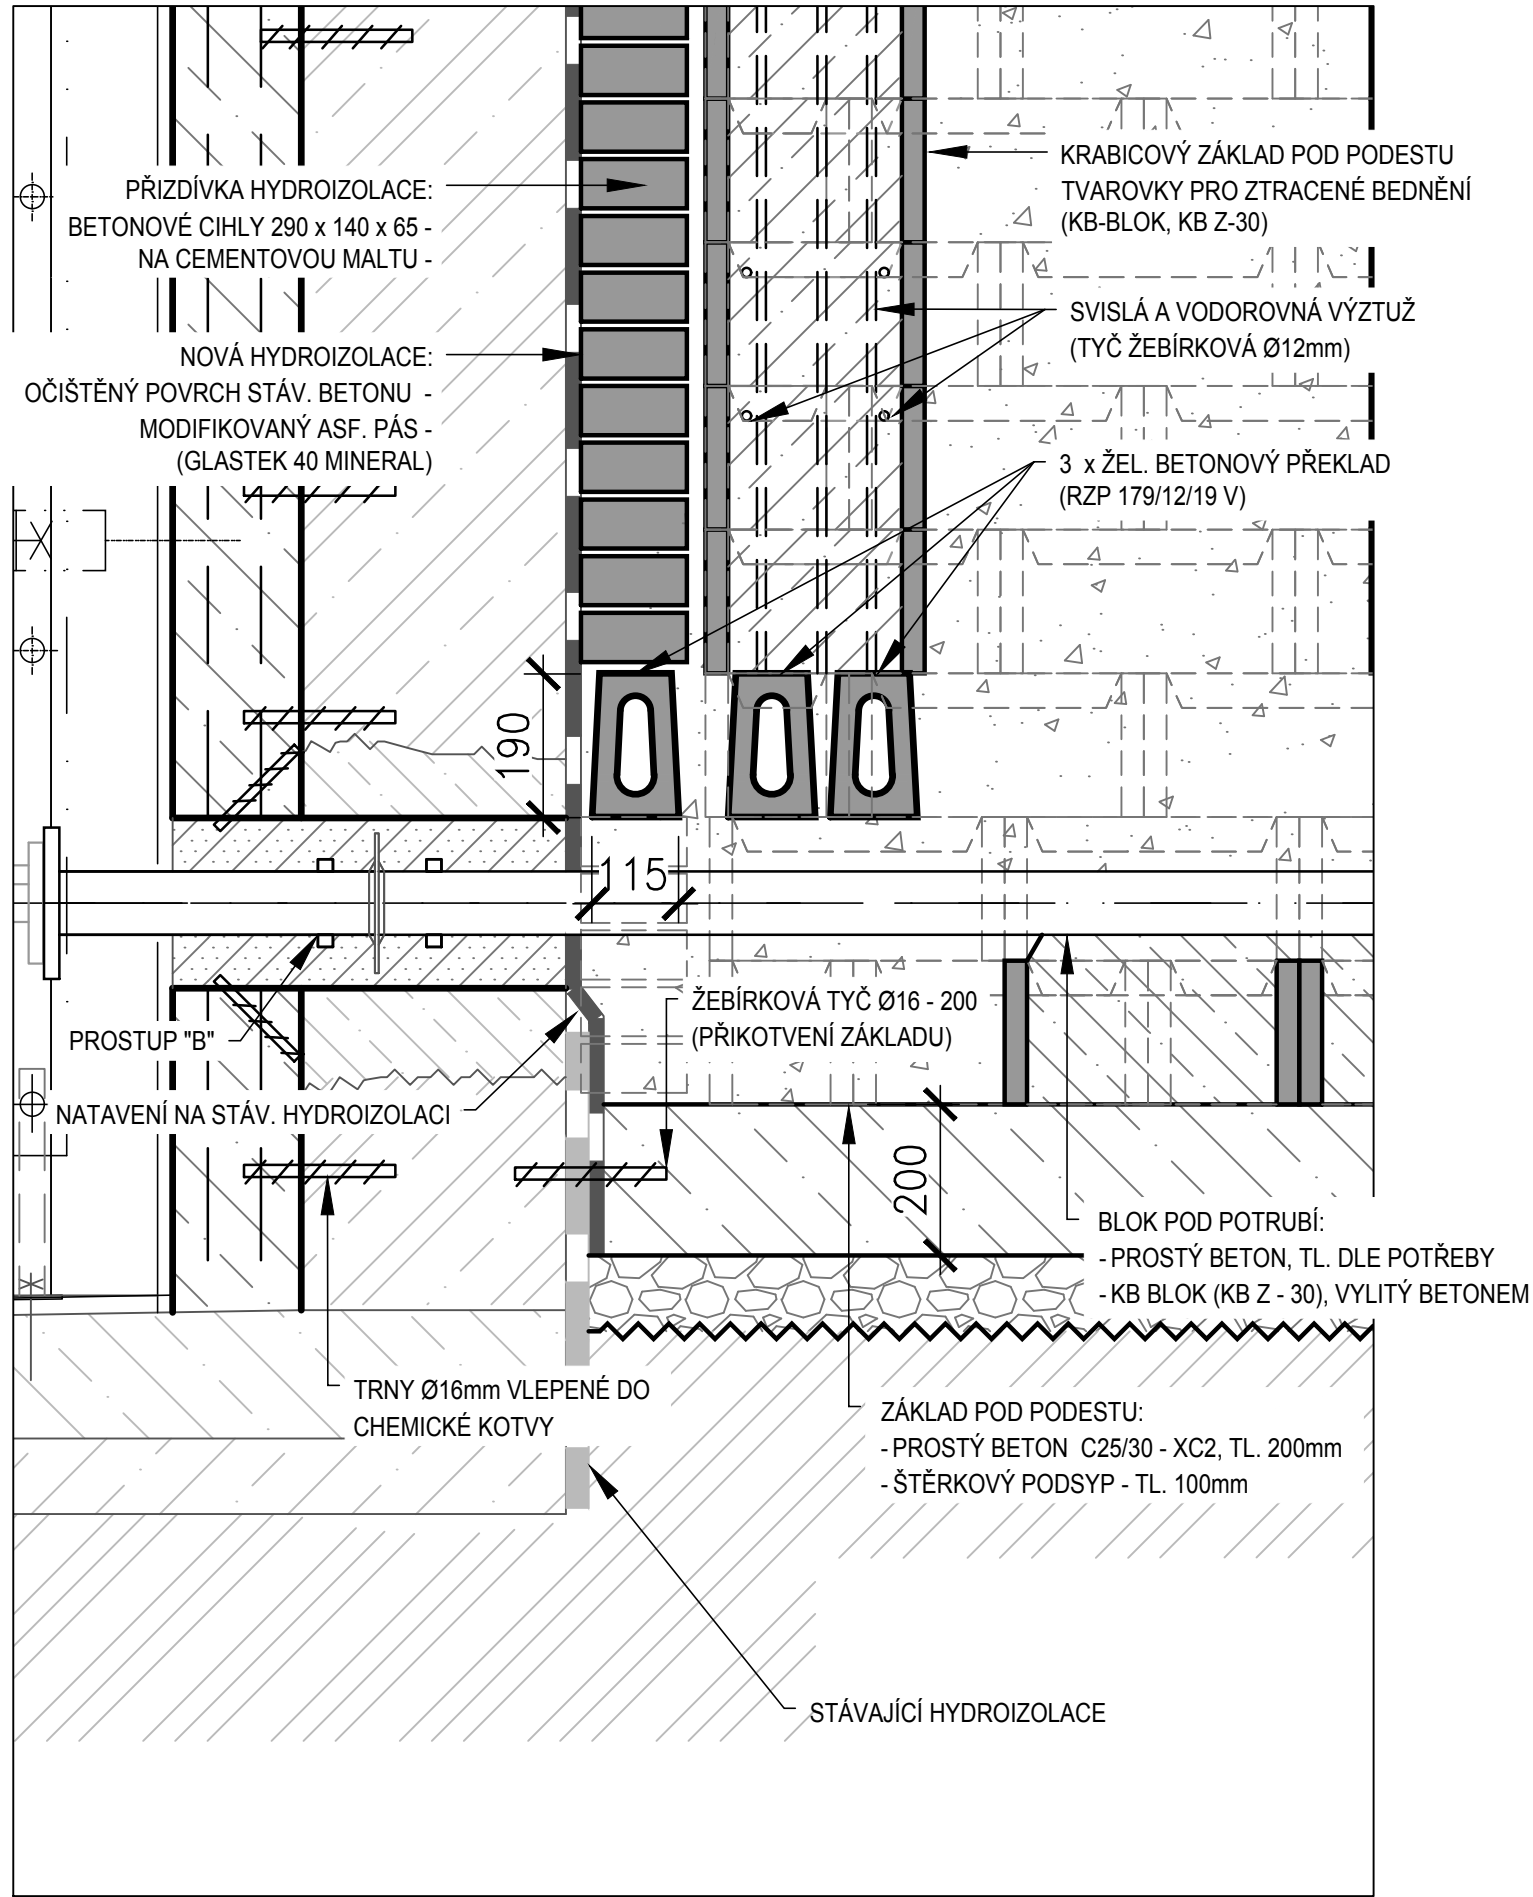 PŘIZDÍVKA HYDROIZOLACE:
BETONOVÉ CIHLY 290 x 140 x 65 -
NA CEMENTOVOU MALTU -
NOVÁ HYDROIZOLACE:
OČIŠTĚNÝ POVRCH STÁV. BETONU -
MODIFIKOVANÝ ASF. PÁS -
(GLASTEK 40 MINERAL)
KRABICOVÝ ZÁKLAD POD PODESTU
TVAROVKY PRO ZTRACENÉ BEDNĚNÍ
(KB-BLOK, KB Z-30)
SVISLÁ A VODOROVNÁ VÝZTUŽ
(TYČ ŽEBÍRKOVÁ Ø12mm)
3 x ŽEL. BETONOVÝ PŘEKLAD
(RZP 179/12/19 V)
190
115
PROSTUP "B"
ŽEBÍRKOVÁ TYČ Ø16 - 200
(PŘIKOTVENÍ ZÁKLADU)
NATAVENÍ NA STÁV. HYDROIZOLACI
200
BLOK POD POTRUBÍ:
- PROSTÝ BETON, TL. DLE POTŘEBY
- KB BLOK (KB Z - 30), VYLITÝ BETONEM
TRNY Ø16mm VLEPENÉ DO
CHEMICKÉ KOTVY
ZÁKLAD POD PODESTU:
- PROSTÝ BETON C25/30 - XC2, TL. 200mm
- ŠTĚRKOVÝ PODSYP - TL. 100mm
STÁVAJÍCÍ HYDROIZOLACE